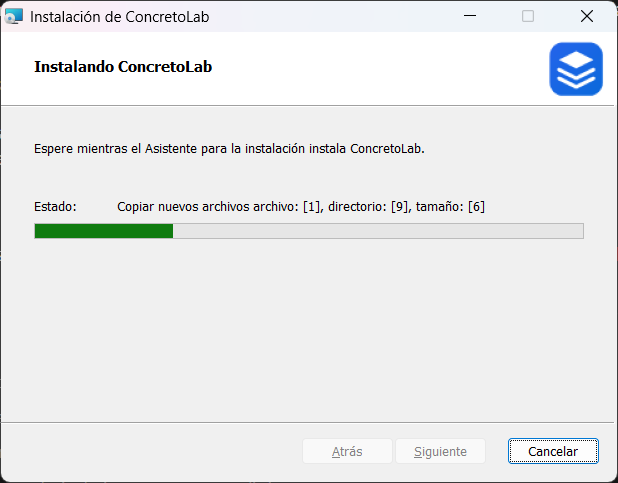 Instalación de ConcretoLab
Instalando ConcretoLab
Espere mientras el Asistente para la instalación instala ConcretoLab.
Estado: Copiar nuevos archivos archivo: [1], directorio: [9], tamaño: [6]
Atrás Siguiente Cancelar